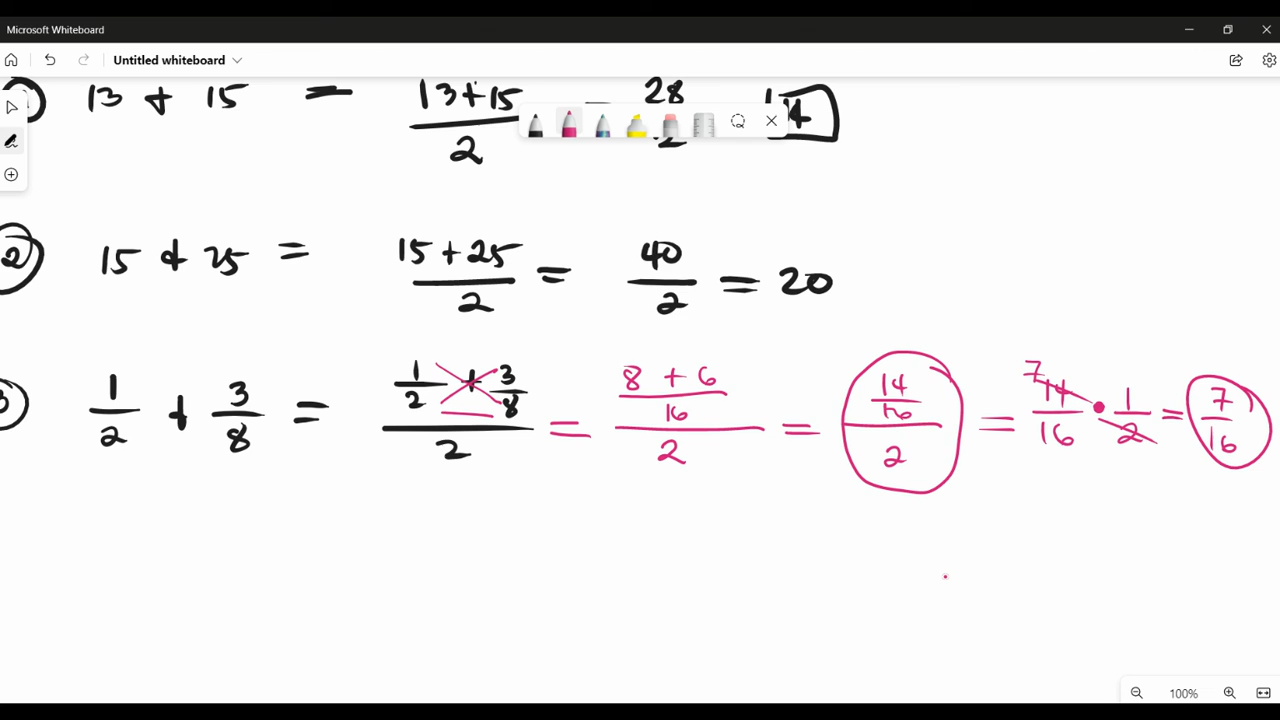 Microsoft Whiteboard
Untitled whiteboard
13 + 15 = 13+15/2 = 28/2 14
② 15 + 25 = 15+25/2 = 40/2 = 20
3 1/2 + 3/8 = (1/2 + 3/8)/2 = ((8 + 6)/16)/2 = (14/16)/2 = 7 14/16 • 1/2 = 7/16
100%